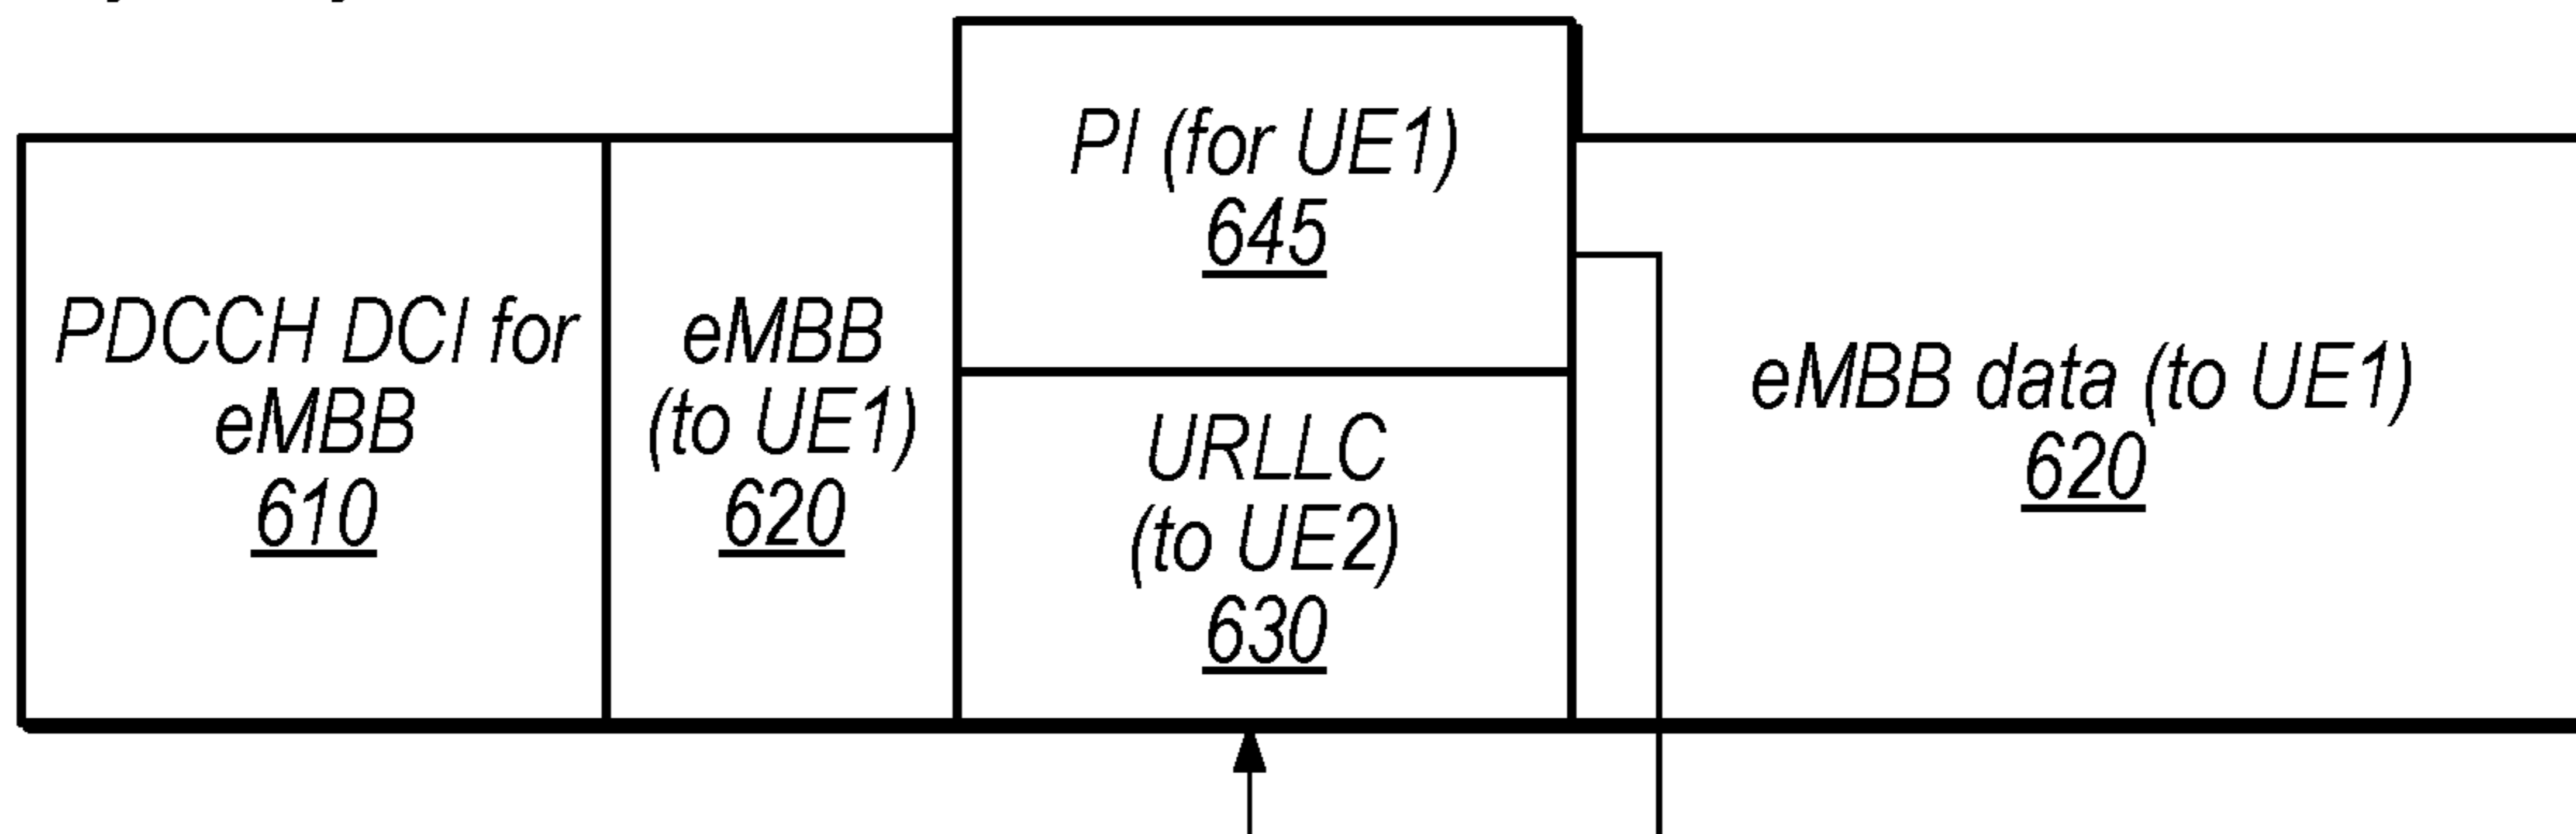 PDCCH DCI for
eMBB
610
eMBB
(to UE1)
620
PI (for UE1)
645
URLLC
(to UE2)
630
eMBB data (to UE1)
620